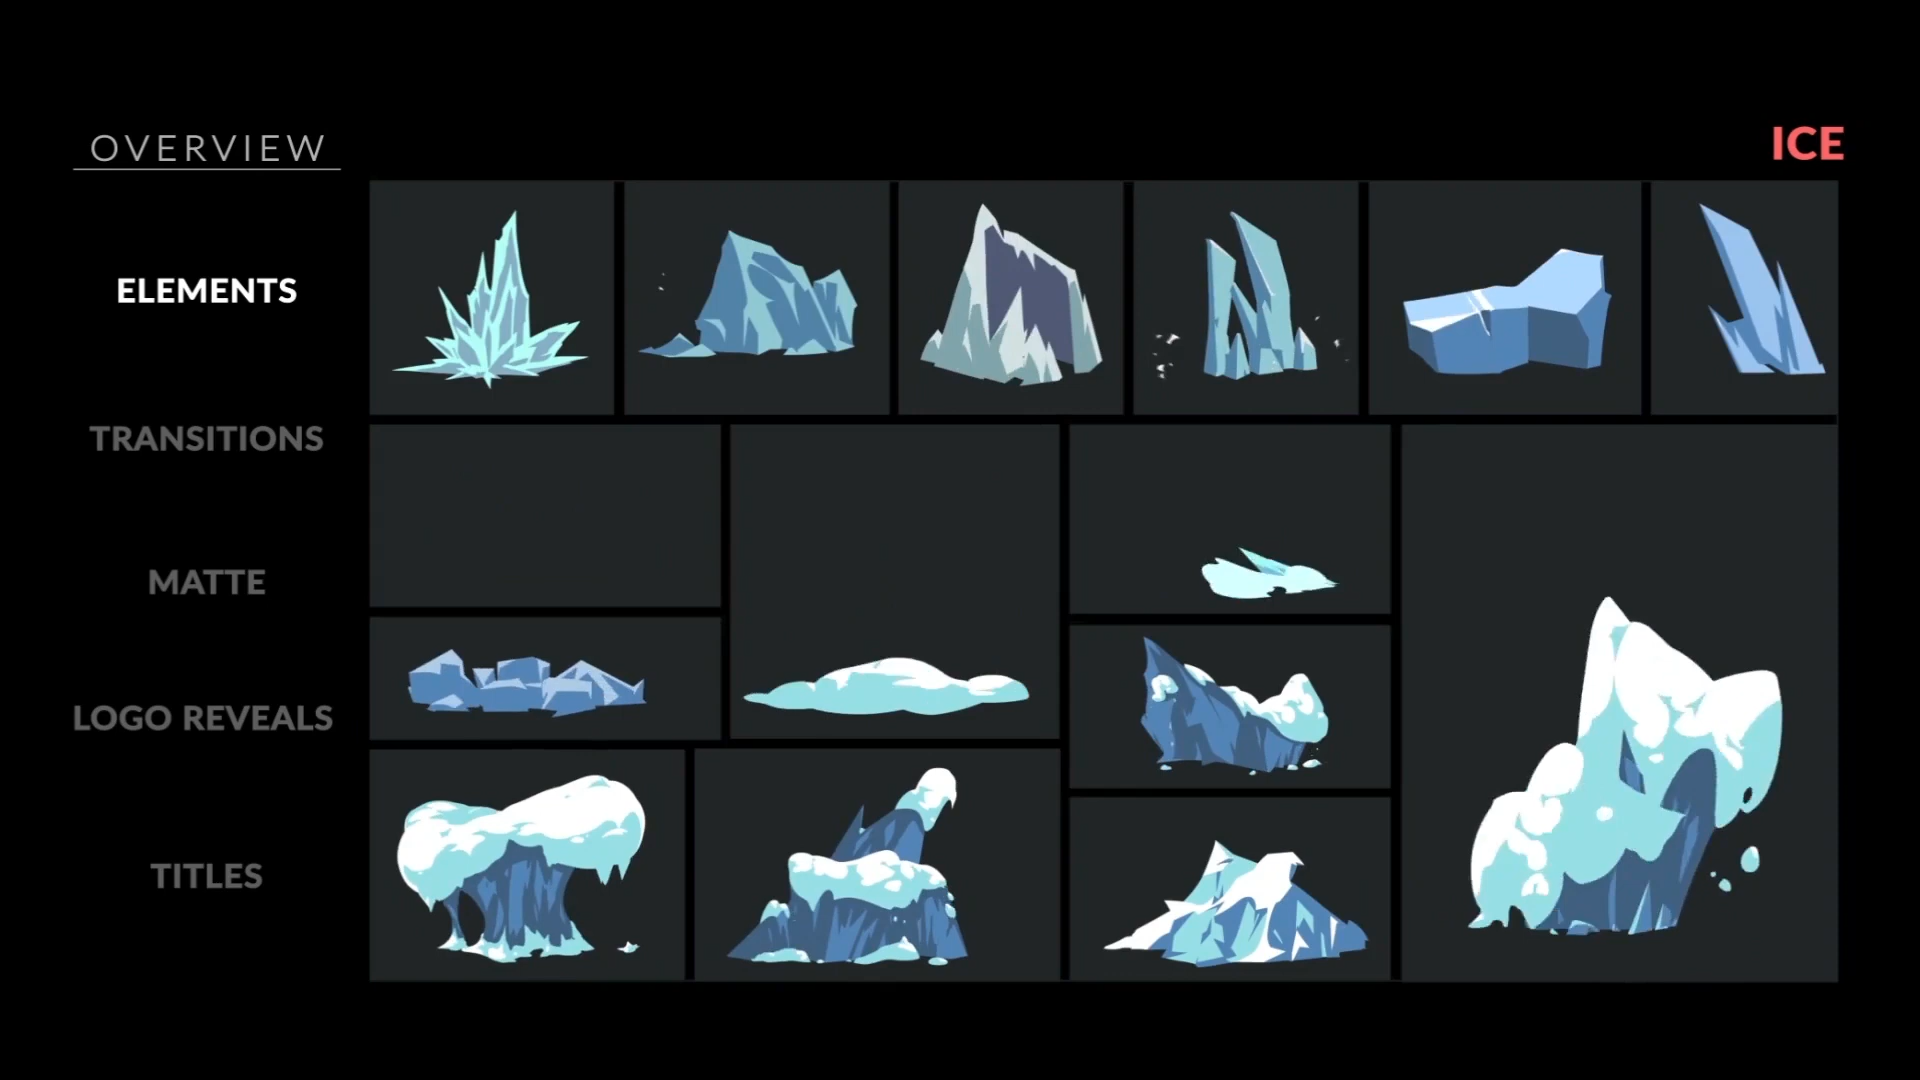 OVERVIEW
ICE
ELEMENTS
TRANSITIONS
MATTE
LOGO REVEALS
TITLES